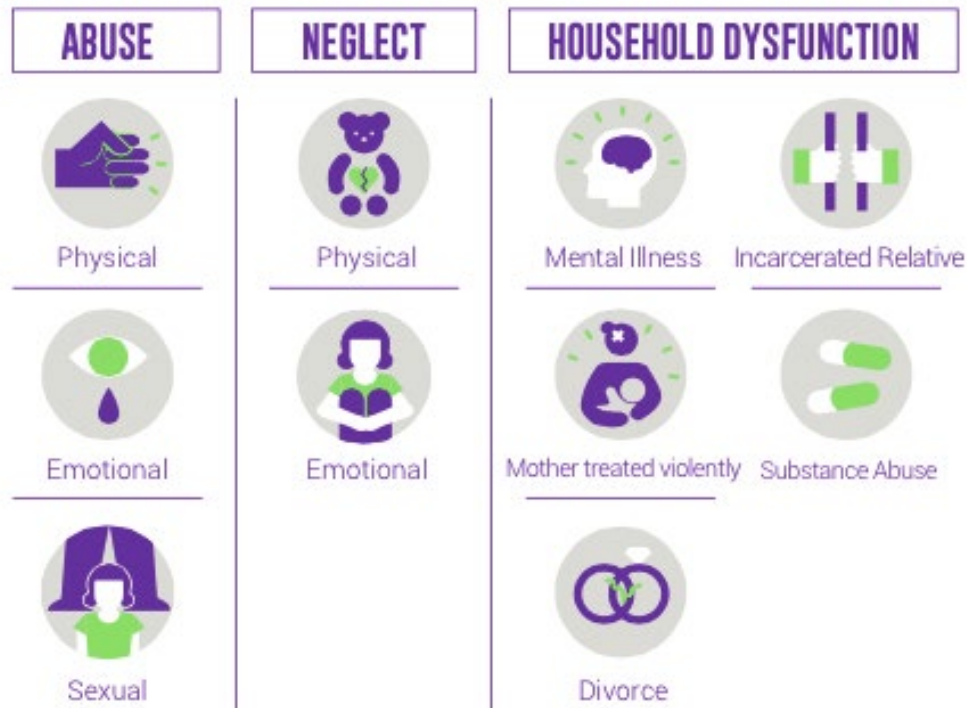 ABUSE
Physical
Emotional
Sexual
NEGLECT
Physical
Emotional
HOUSEHOLD DYSFUNCTION
Mental Illness
Incarcerated Relative
Mother treated violently
Substance Abuse
Divorce